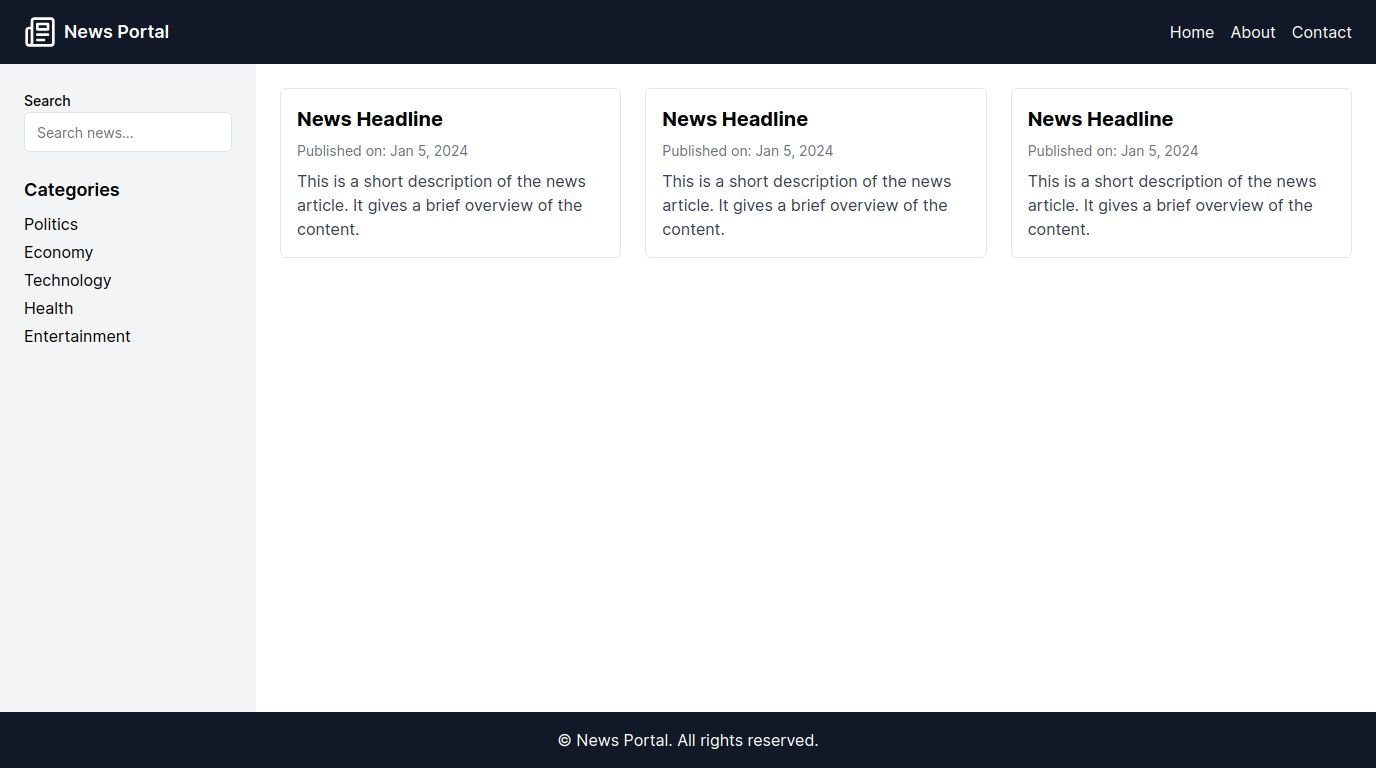 News Portal
Home
About
Contact
Search
Search news...
Categories
Politics
Economy
Technology
Health
Entertainment
News Headline
Published on: Jan 5, 2024
This is a short description of the news
article. It gives a brief overview of the
content.
News Headline
Published on: Jan 5, 2024
This is a short description of the news
article. It gives a brief overview of the
content.
News Headline
Published on: Jan 5, 2024
This is a short description of the news
article. It gives a brief overview of the
content.
© News Portal. All rights reserved.